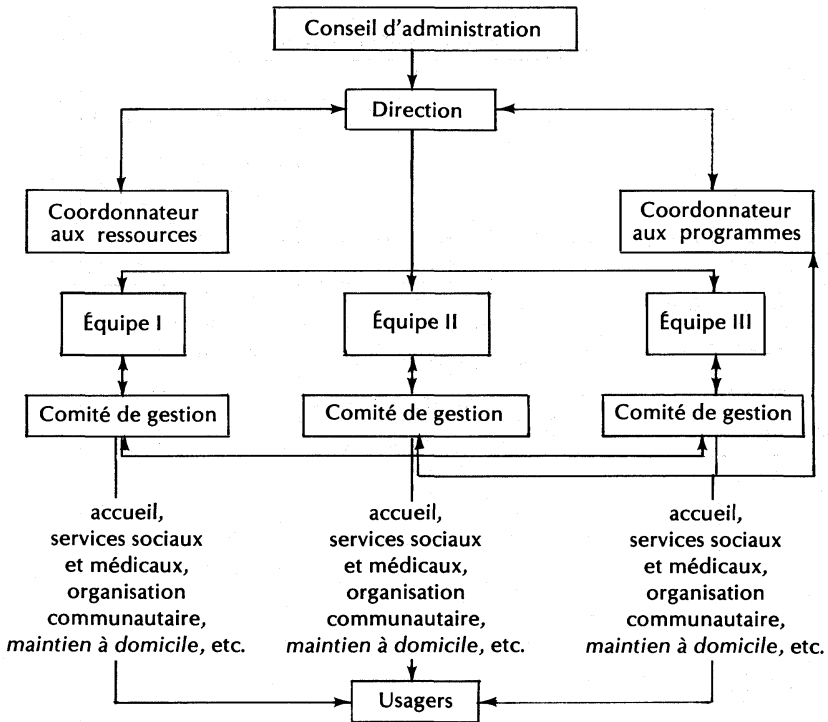 Conseil d'administration
Direction
Coordonnateur
aux ressources
Coordonnateur
aux programmes
Équipe I
Équipe II
Équipe III
Comité de gestion
Comité de gestion
Comité de gestion
accueil,
services sociaux
et médicaux,
organisation
communautaire,
maintien à domicile, etc.
accueil,
services sociaux
et médicaux,
organisation
communautaire,
maintien à domicile, etc.
accueil,
services sociaux
et médicaux,
organisation
communautaire,
maintien à domicile, etc.
Usagers